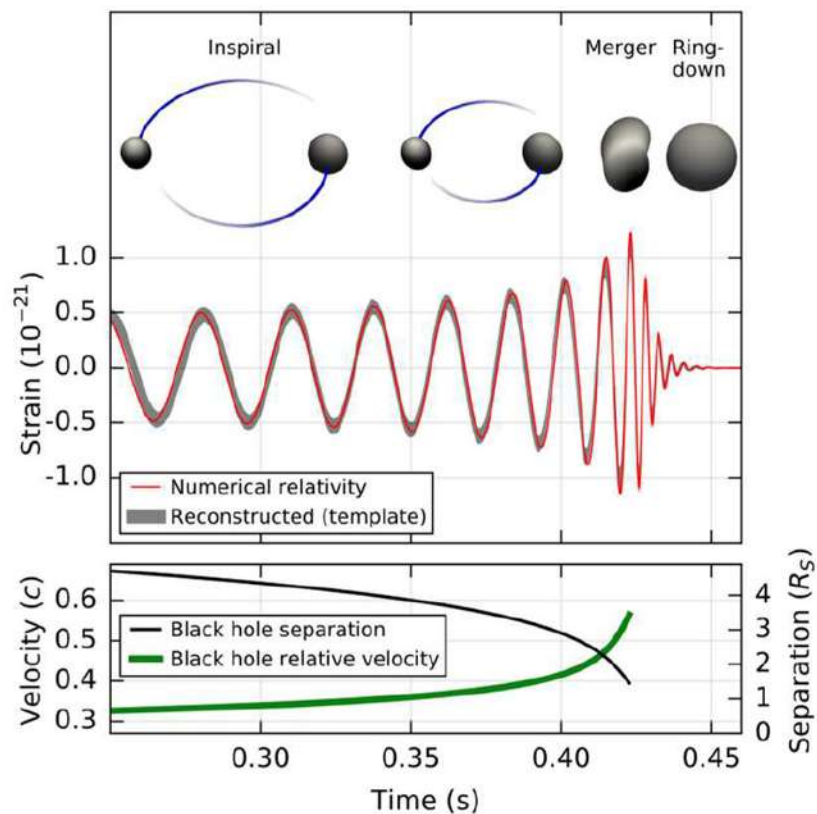 Inspiral
Merger
Ring-
down
Strain (10⁻²¹)
1.0
0.5
0.0
-0.5
-1.0
Numerical relativity
Reconstructed (template)
Velocity (c)
0.6
0.5
0.4
0.3
Black hole separation
Black hole relative velocity
4
3
2
1
0
Separation (R_S)
0.30
0.35
0.40
0.45
Time (s)